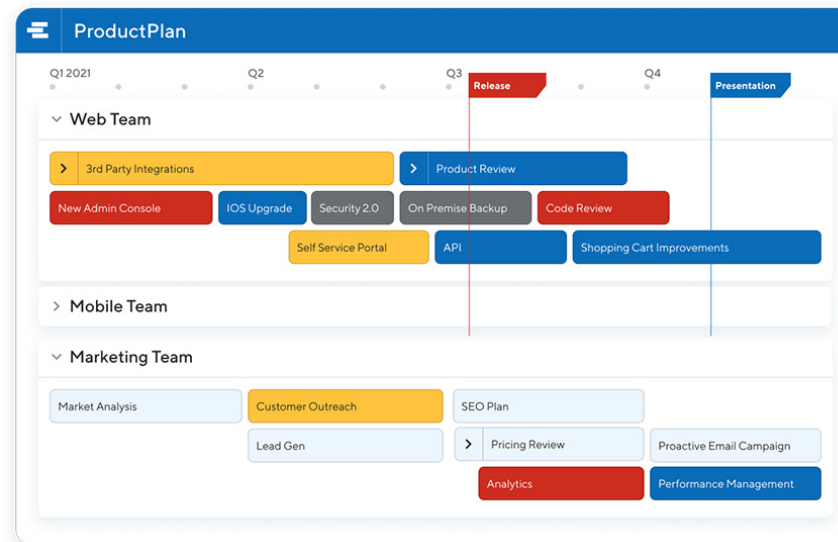 ProductPlan
Q1 2021 Q2 Q3 Q4
Release Presentation
Web Team
3rd Party Integrations Product Review
New Admin Console IOS Upgrade Security 2.0 On Premise Backup Code Review
Self Service Portal API Shopping Cart Improvements
Mobile Team
Marketing Team
Market Analysis Customer Outreach SEO Plan
Lead Gen Pricing Review Proactive Email Campaign
Analytics Performance Management